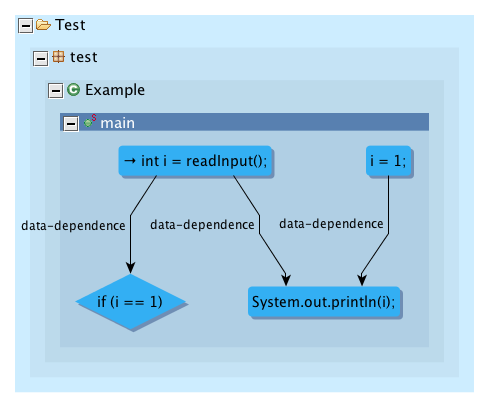 Test
test
Example
main
→ int i = readInput();
i = 1;
data-dependence
data-dependence
data-dependence
if (i == 1)
System.out.println(i);